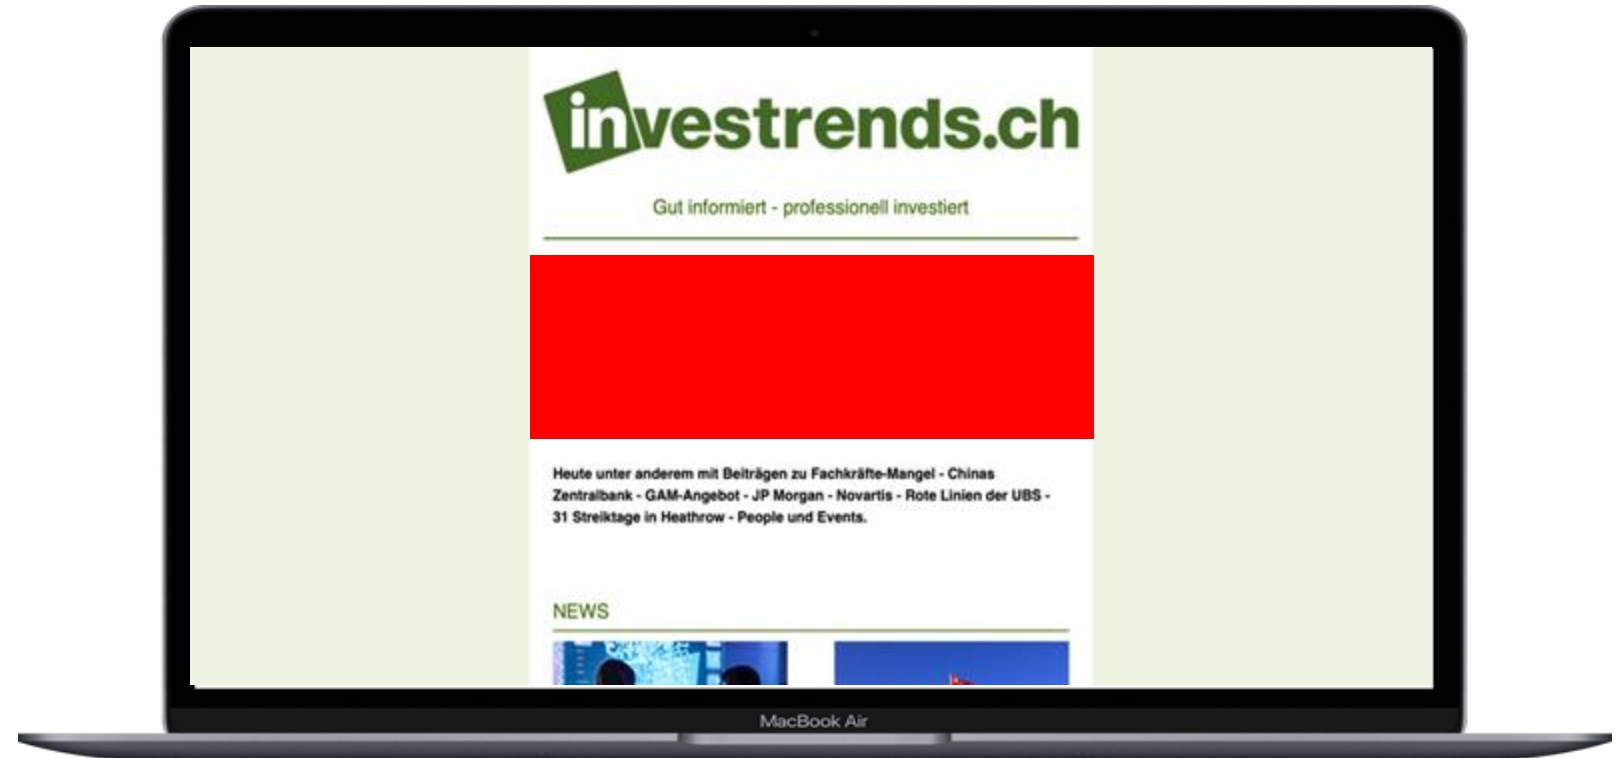 investrends.ch
Gut informiert - professionell investiert
Heute unter anderem mit Beiträgen zu Fachkräfte-Mangel - Chinas
Zentralbank - GAM-Angebot - JP Morgan - Novartis - Rote Linien der UBS -
31 Streiktage in Heathrow - People und Events.
NEWS
MacBook Air